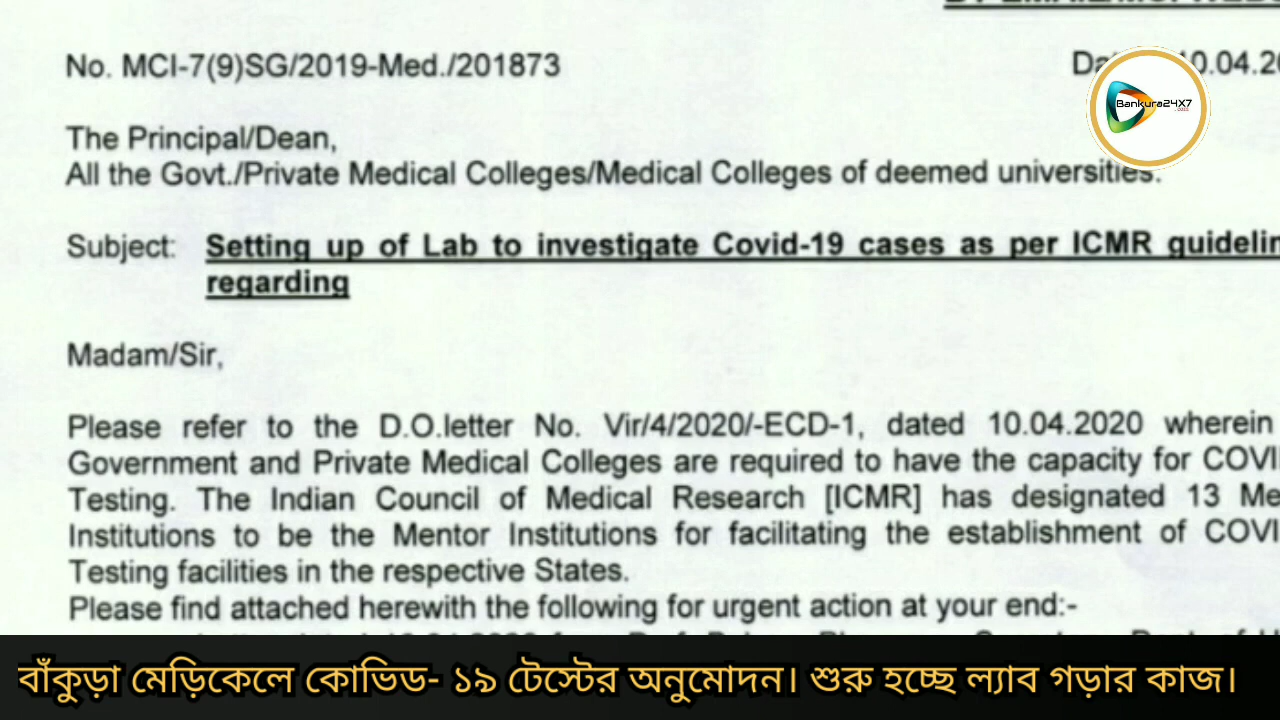 No. MCI-7(9)SG/2019-Med./201873
The Principal/Dean,
All the Govt./Private Medical Colleges/Medical Colleges of deemed universities.
Bankura24X7
.com
Subject: Setting up of Lab to investigate Covid-19 cases as per ICMR
regarding
Madam/Sir,
Please refer to the D.O.letter No. Vir/4/2020/-ECD-1, dated 10.04.2020 wherein
Government and Private Medical Colleges are required to have the capacity for
Testing. The Indian Council of Medical Research [ICMR] has designated 13
Institutions to be the Mentor Institutions for facilitating the establishment of
Testing facilities in the respective States.
Please find attached herewith the following for urgent action at your end:-
বাঁকুড়া মেড়িকেলে কোভিড- ১৯ টেস্টের অনুমোদন। শুরু হচ্ছে ল্যাব গড়ার কাজ।